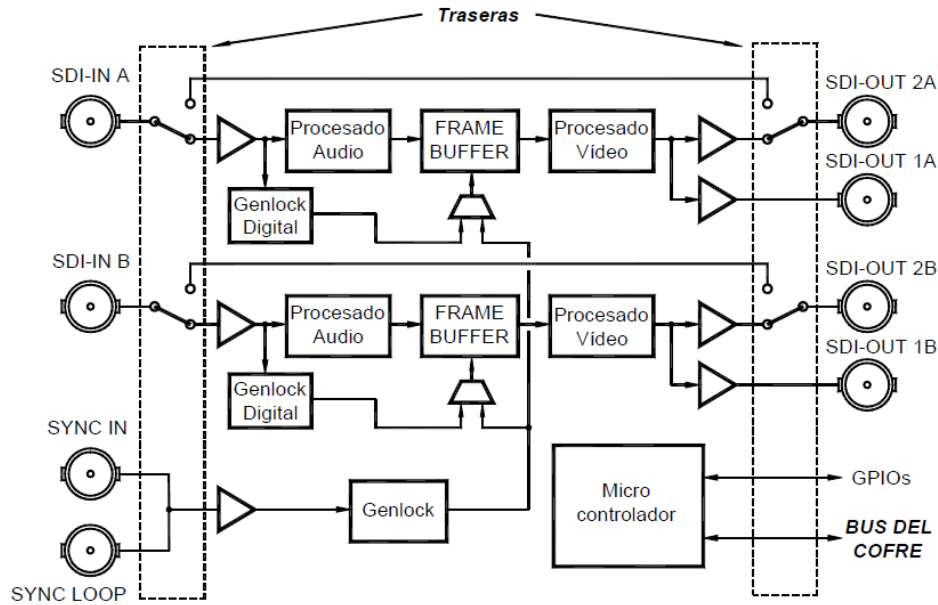 Traseras
SDI-IN A
SDI-OUT 2A
Procesado
Audio
FRAME
BUFFER
Procesado
Vídeo
SDI-OUT 1A
Genlock
Digital
SDI-IN B
SDI-OUT 2B
Procesado
Audio
FRAME
BUFFER
Procesado
Vídeo
SDI-OUT 1B
Genlock
Digital
SYNC IN
Genlock
Micro
controlador
GPIOs
BUS DEL
COFRE
SYNC LOOP